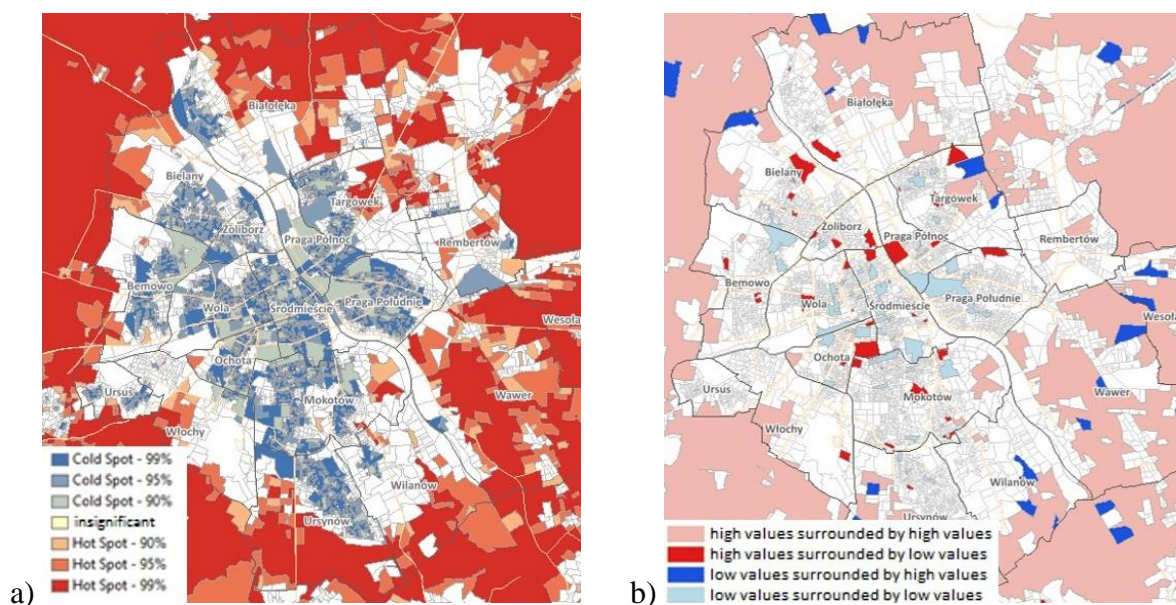 Białołęka
Bielany
Targówek
Żoliborz
Praga Północ
Rembertów
Bemowo
Wola
Śródmieście
Praga Południe
Wesoła
Ochota
Ursus
Mokotów
Wawer
Włochy
Wilanów
Ursynów
Cold Spot - 99%
Cold Spot - 95%
Cold Spot - 90%
insignificant
Hot Spot - 90%
Hot Spot - 95%
Hot Spot - 99%
a)
Białołęka
Bielany
Targówek
Żoliborz
Praga Północ
Rembertów
Bemowo
Wola
Śródmieście
Praga Południe
Wesoła
Ochota
Ursus
Mokotów
Wawer
Włochy
Wilanów
Ursynów
high values surrounded by high values
high values surrounded by low values
low values surrounded by high values
low values surrounded by low values
b)